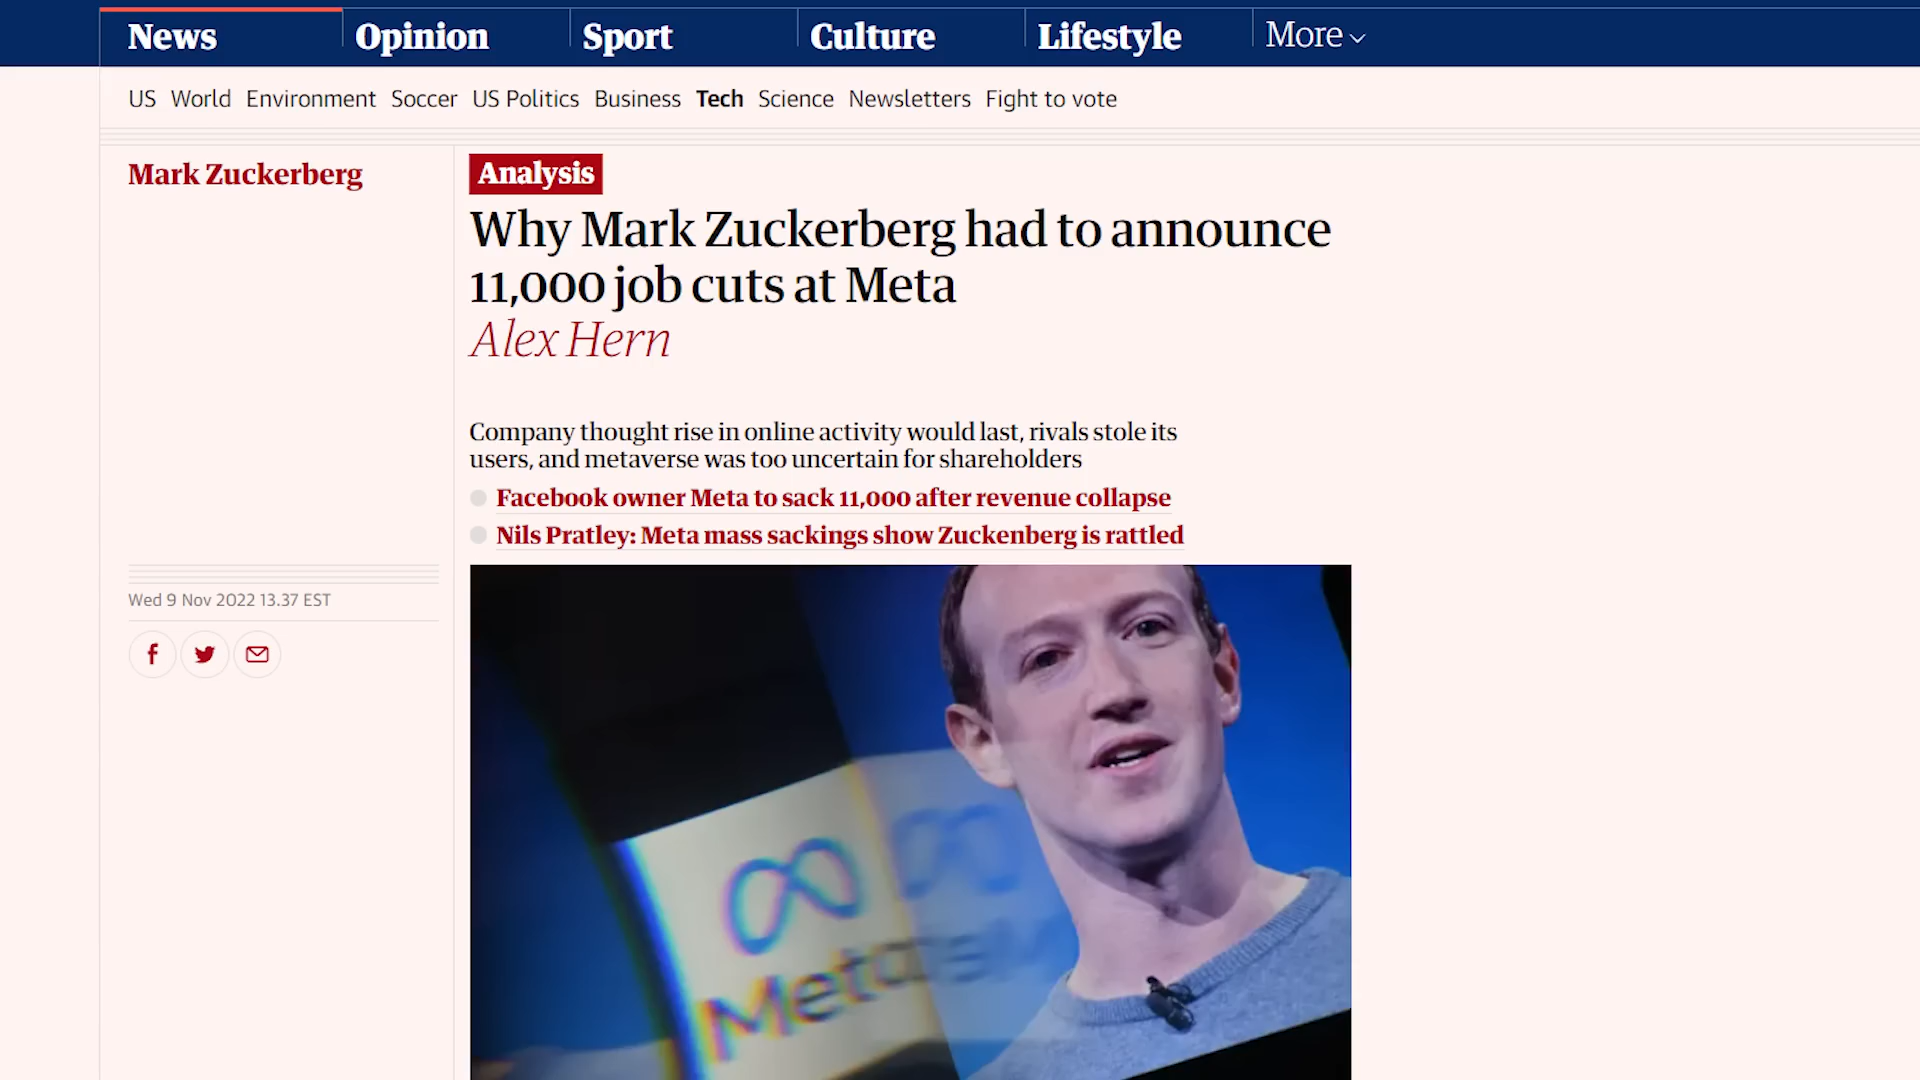 News Opinion Sport Culture Lifestyle More
US World Environment Soccer US Politics Business Tech Science Newsletters Fight to vote
Mark Zuckerberg
Analysis
Why Mark Zuckerberg had to announce
11,000 job cuts at Meta
Alex Hern
Company thought rise in online activity would last, rivals stole its
users, and metaverse was too uncertain for shareholders
Facebook owner Meta to sack 11,000 after revenue collapse
Nils Pratley: Meta mass sackings show Zuckenberg is rattled
Wed 9 Nov 2022 13.37 EST
Meta